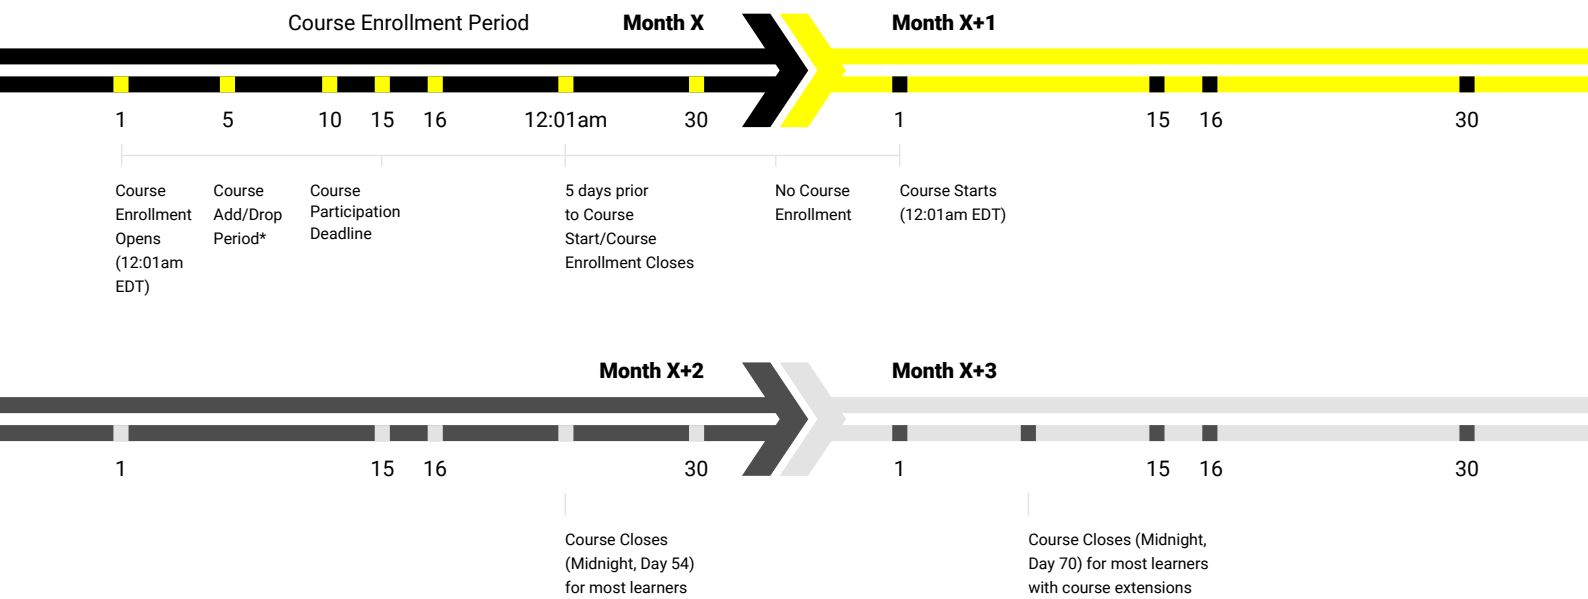 Course Enrollment Period
Month X
Month X+1
1
5
10
15
16
12:01am
30
1
15
16
30
Course
Enrollment
Opens
(12:01am
EDT)
Course
Add/Drop
Period*
Course
Participation
Deadline
5 days prior
to Course
Start/Course
Enrollment Closes
No Course
Enrollment
Course Starts
(12:01am EDT)
Month X+2
Month X+3
1
15
16
30
1
15
16
30
Course Closes
(Midnight, Day 54)
for most learners
Course Closes (Midnight,
Day 70) for most learners
with course extensions